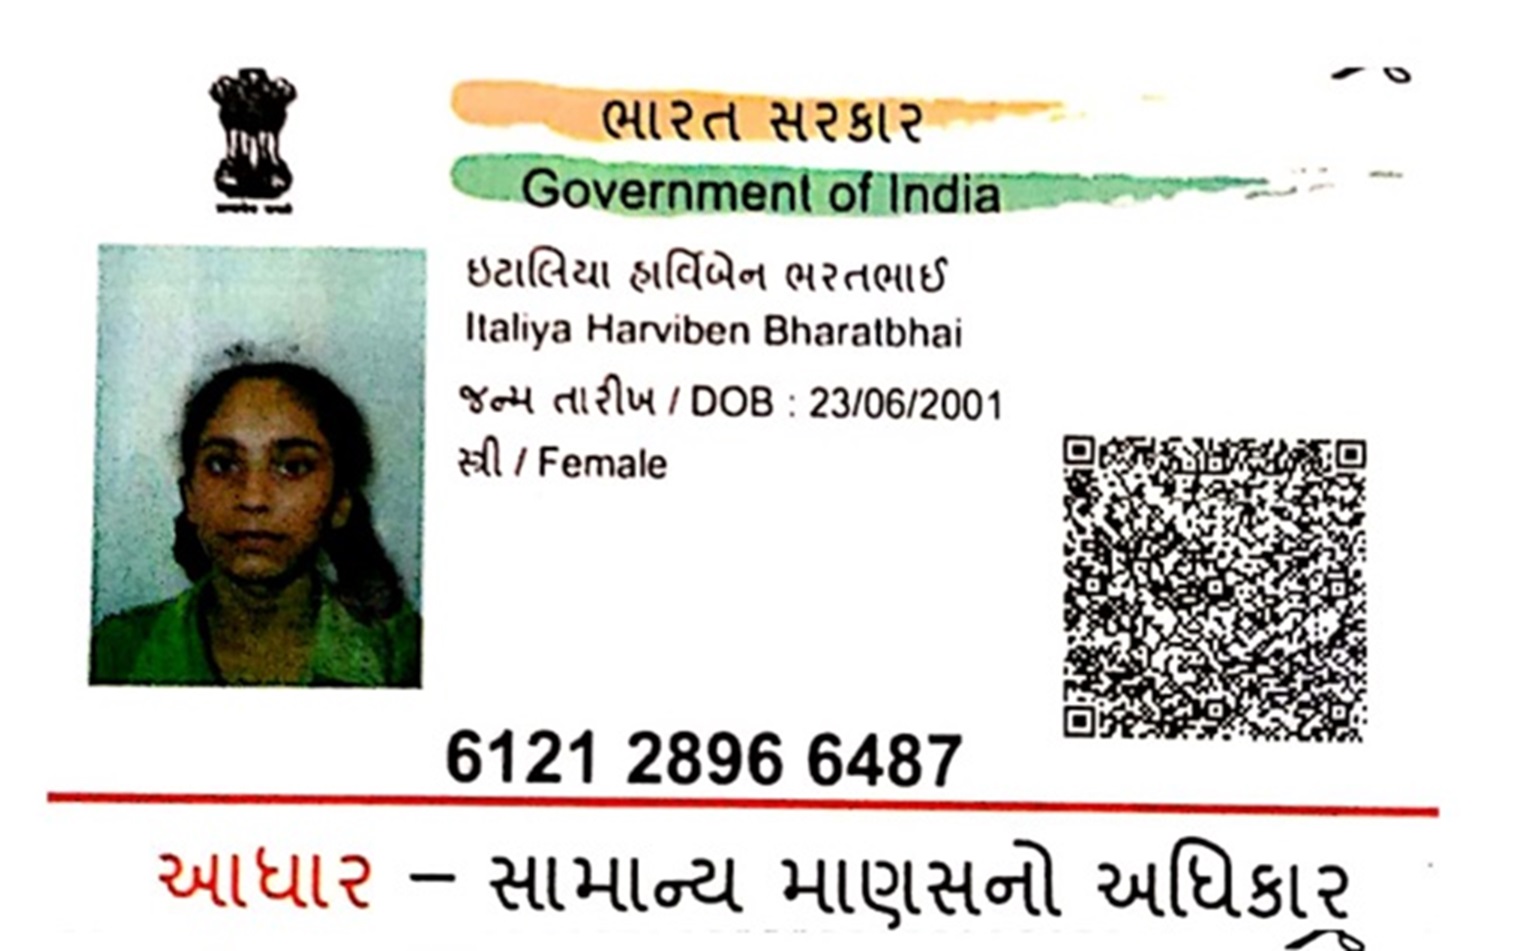 ભારત સરકાર
Government of India
ઇટાલિયા હાર્વિબેન ભરતભાઈ
Italiya Harviben Bharatbhai
જન્મ તારીખ / DOB : 23/06/2001
સ્ત્રી / Female
6121 2896 6487
આધાર – સામાન્ય માણસનો અધિકાર